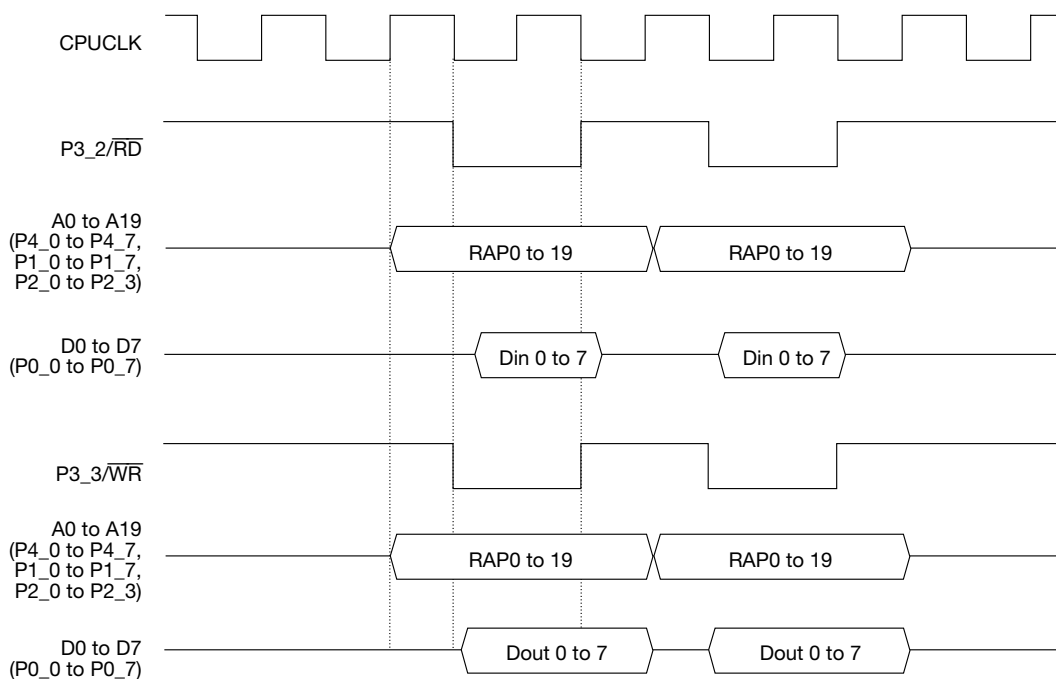 CPUCLK
P3_2/R̅D̅
A0 to A19
(P4_0 to P4_7,
P1_0 to P1_7,
P2_0 to P2_3)
RAP0 to 19
RAP0 to 19
D0 to D7
(P0_0 to P0_7)
Din 0 to 7
Din 0 to 7
P3_3/W̅R̅
A0 to A19
(P4_0 to P4_7,
P1_0 to P1_7,
P2_0 to P2_3)
RAP0 to 19
RAP0 to 19
D0 to D7
(P0_0 to P0_7)
Dout 0 to 7
Dout 0 to 7